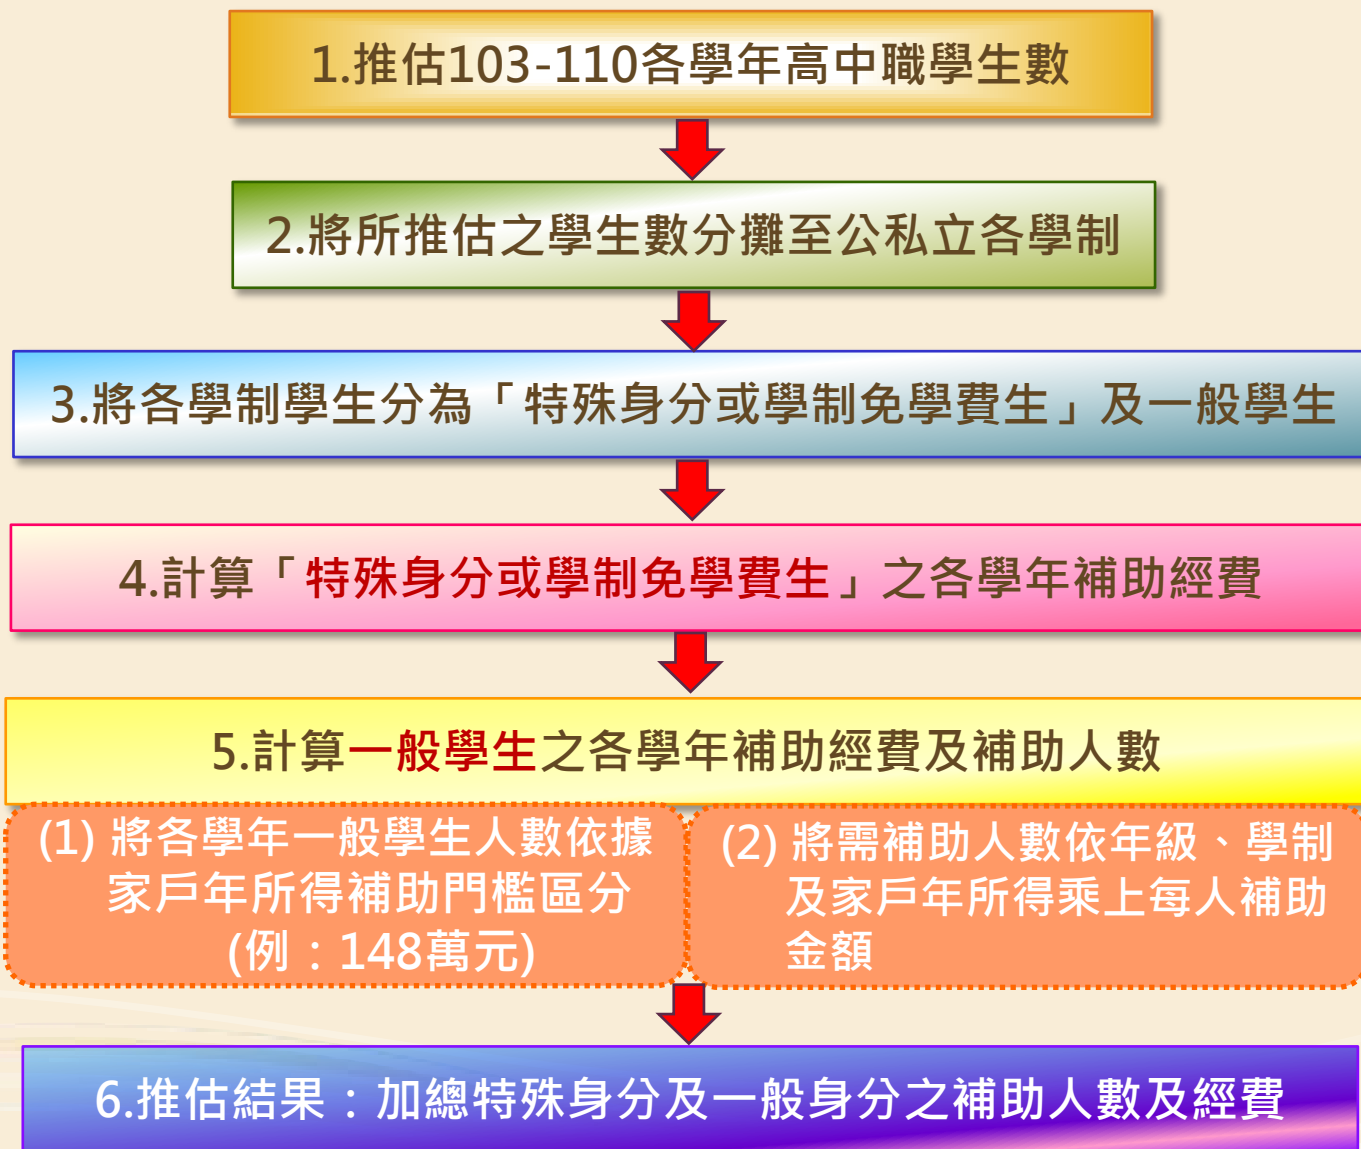 1.推估103-110各學年高中職學生數
2.將所推估之學生數分攤至公私立各學制
3.將各學制學生分為「特殊身分或學制免學費生」及一般學生
4.計算「特殊身分或學制免學費生」之各學年補助經費
5.計算一般學生之各學年補助經費及補助人數
(1) 將各學年一般學生人數依據
家戶年所得補助門檻區分
(例：148萬元)
(2) 將需補助人數依年級、學制
及家戶年所得乘上每人補助
金額
6.推估結果：加總特殊身分及一般身分之補助人數及經費